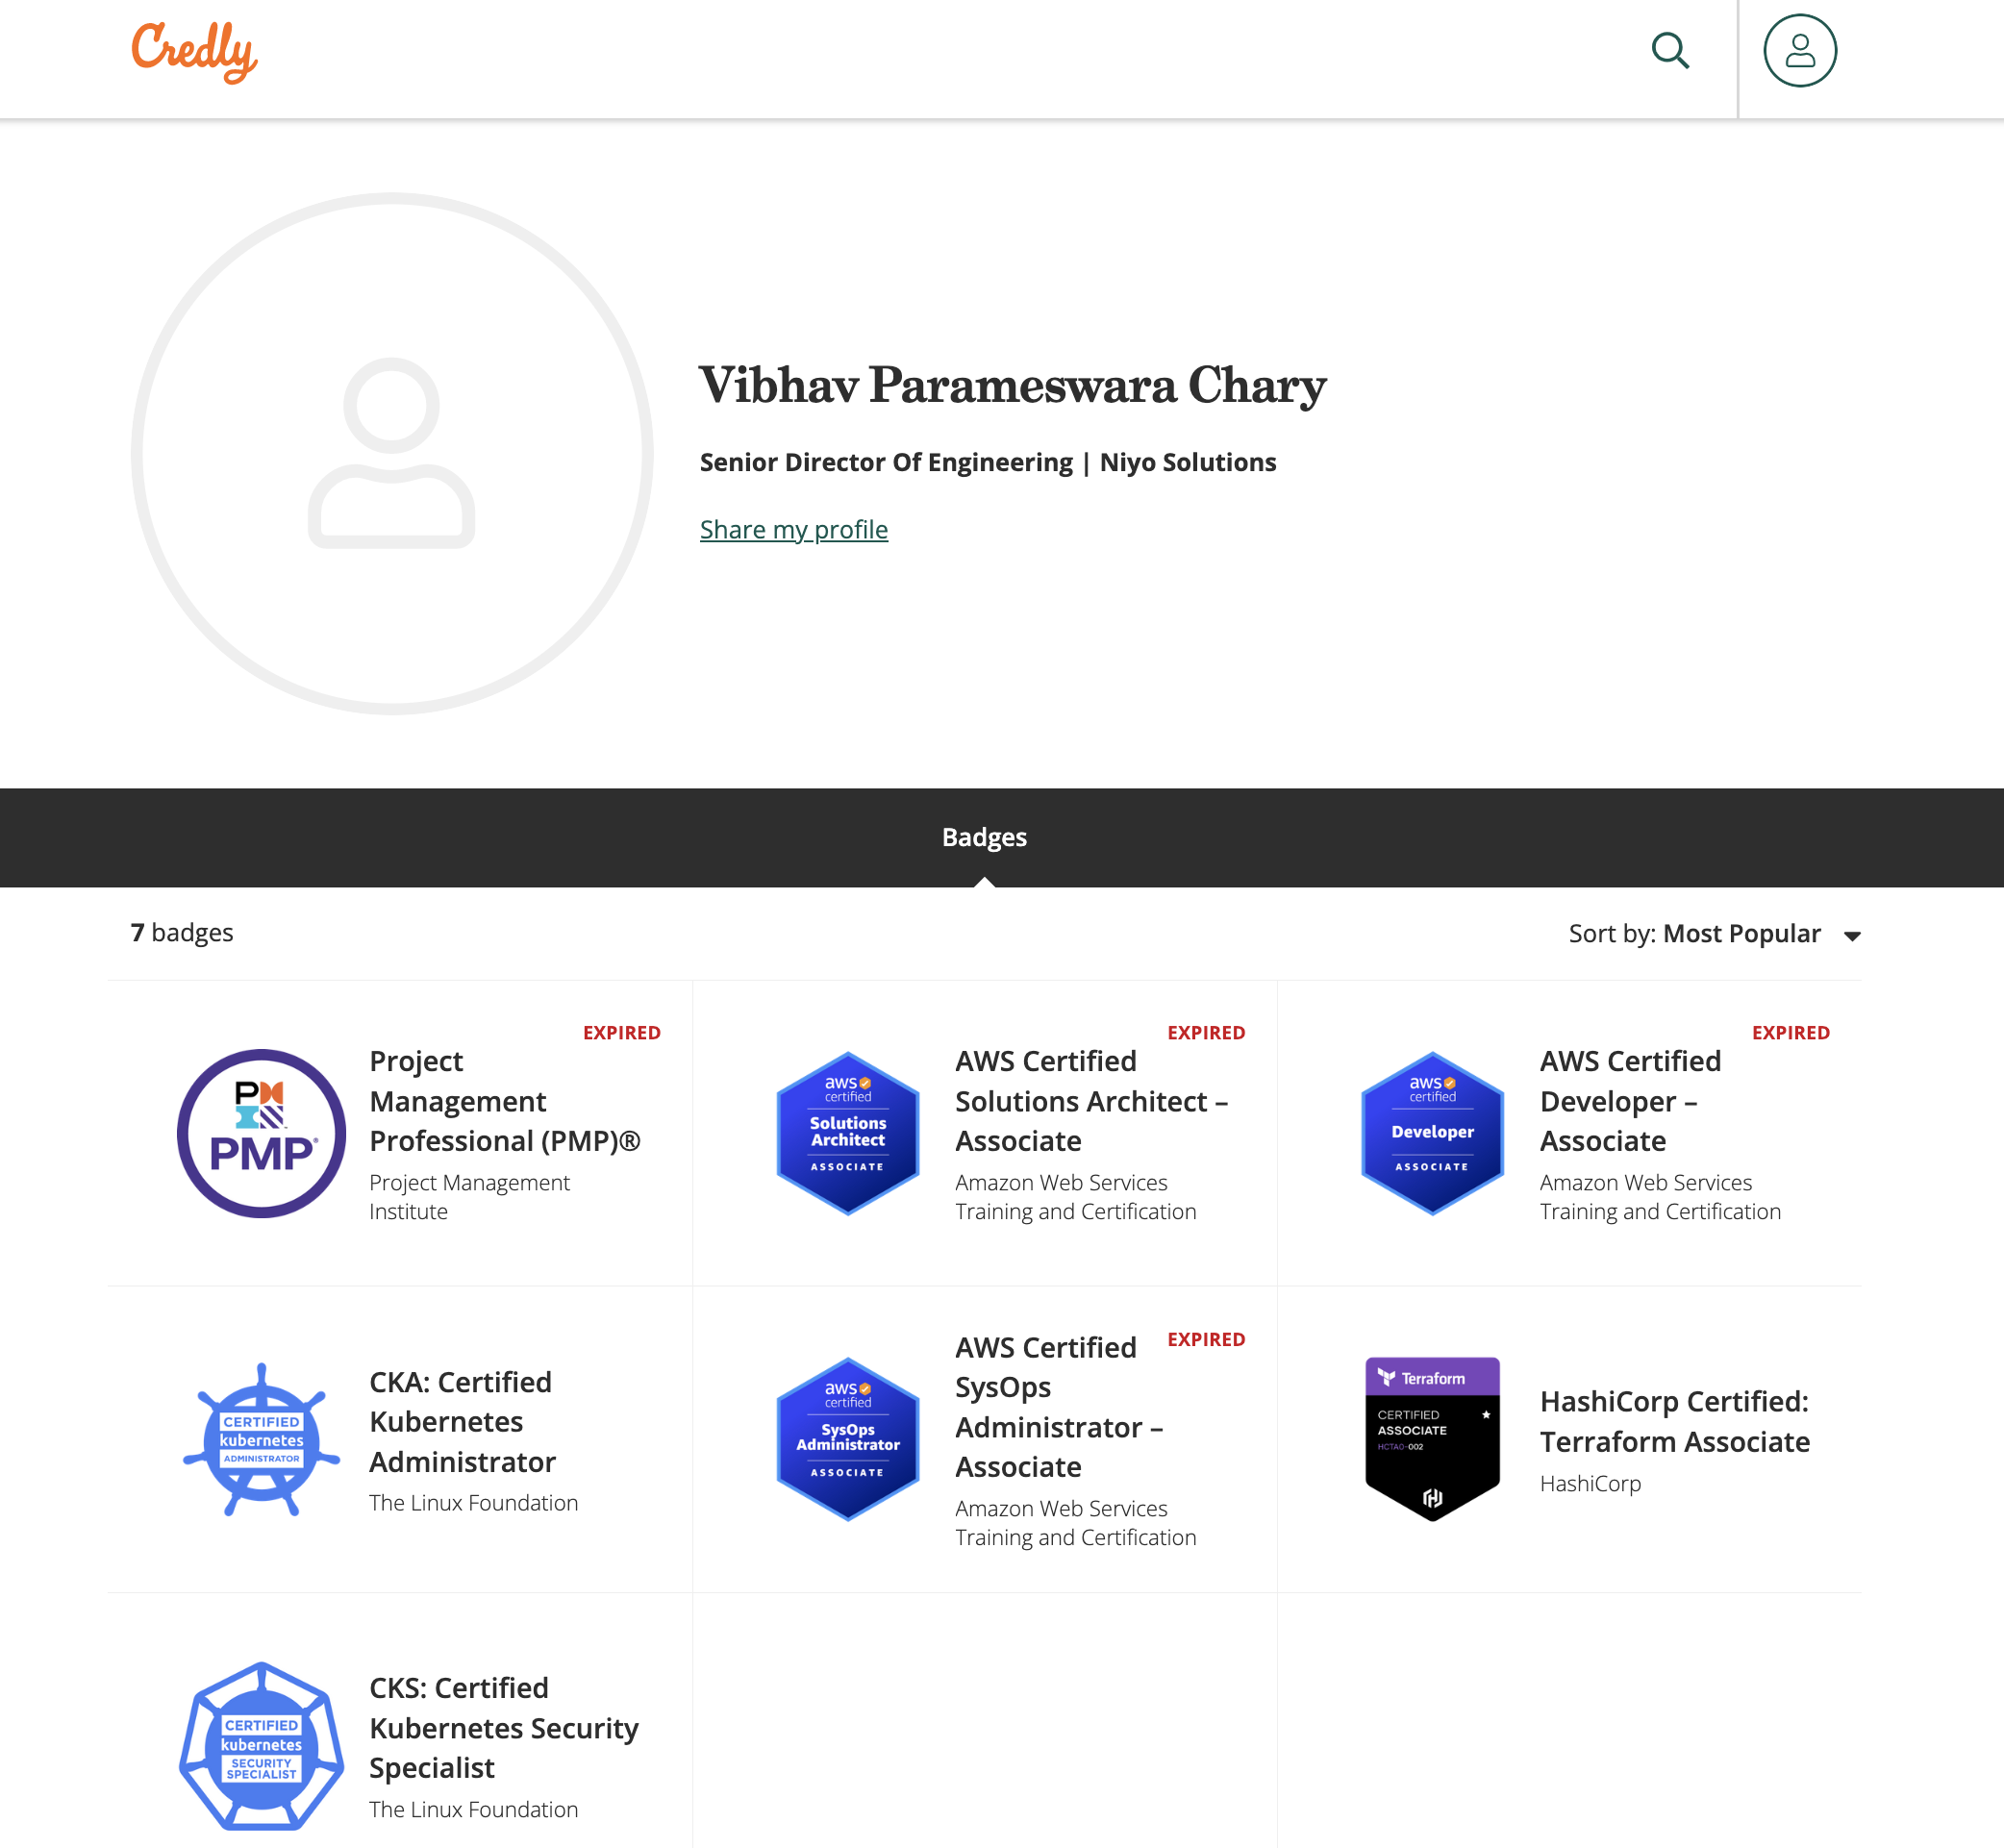 Credly
Vibhav Parameswara Chary
Senior Director Of Engineering | Niyo Solutions
Share my profile
Badges
7 badges
Sort by: Most Popular
EXPIRED
PMP
PMP®
Project
Management
Professional (PMP)®
Project Management
Institute
EXPIRED
aws
certified
Solutions
Architect
ASSOCIATE
AWS Certified
Solutions Architect –
Associate
Amazon Web Services
Training and Certification
EXPIRED
aws
certified
Developer
ASSOCIATE
AWS Certified
Developer –
Associate
Amazon Web Services
Training and Certification
CERTIFIED
kubernetes
ADMINISTRATOR
CKA: Certified
Kubernetes
Administrator
The Linux Foundation
EXPIRED
aws
certified
SysOps
Administrator
ASSOCIATE
AWS Certified
SysOps
Administrator –
Associate
Amazon Web Services
Training and Certification
Terraform
CERTIFIED
ASSOCIATE
HCTA0-002
HashiCorp Certified:
Terraform Associate
HashiCorp
CERTIFIED
kubernetes
SECURITY
SPECIALIST
CKS: Certified
Kubernetes Security
Specialist
The Linux Foundation